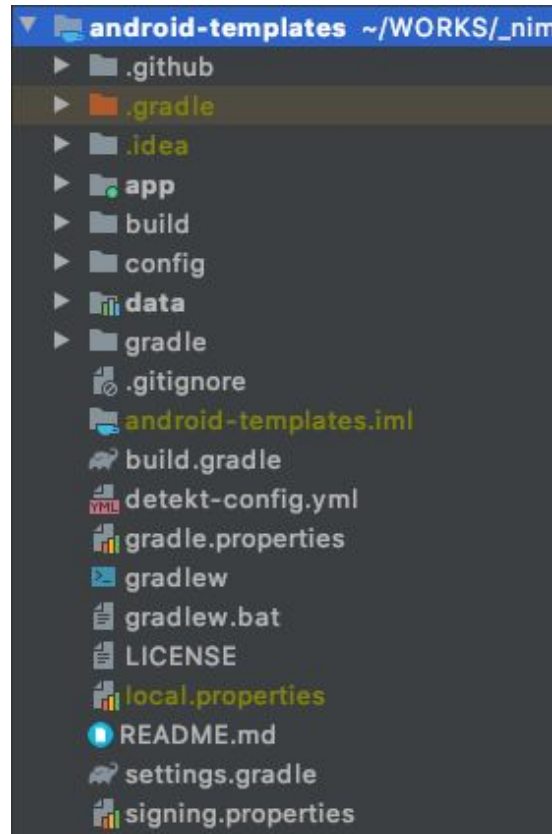 android-templates ~/WORKS/_nim
.github
.gradle
.idea
app
build
config
data
gradle
.gitignore
android-templates.iml
build.gradle
YML detekt-config.yml
gradle.properties
gradlew
gradlew.bat
LICENSE
local.properties
README.md
settings.gradle
signing.properties